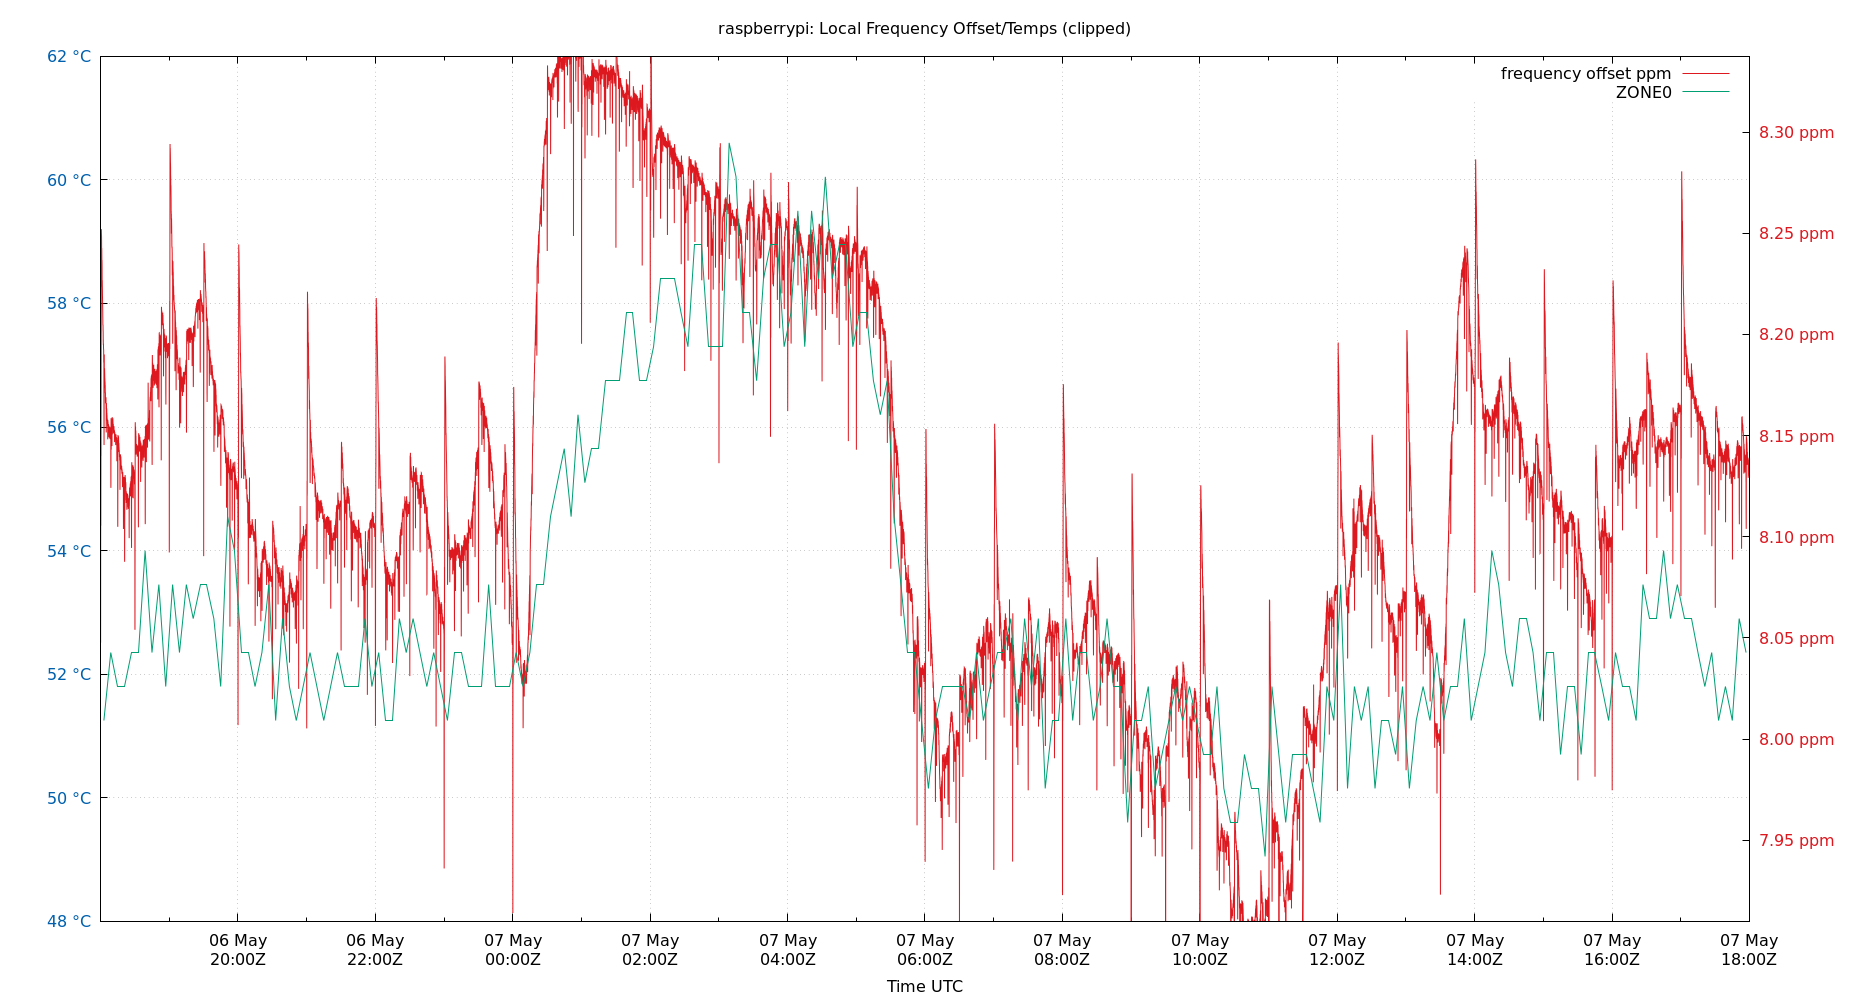 raspberrypi: Local Frequency Offset/Temps (clipped)
frequency offset ppm
ZONE0
62 °C
60 °C
58 °C
56 °C
54 °C
52 °C
50 °C
48 °C
8.30 ppm
8.25 ppm
8.20 ppm
8.15 ppm
8.10 ppm
8.05 ppm
8.00 ppm
7.95 ppm
06 May
20:00Z
06 May
22:00Z
07 May
00:00Z
07 May
02:00Z
07 May
04:00Z
07 May
06:00Z
07 May
08:00Z
07 May
10:00Z
07 May
12:00Z
07 May
14:00Z
07 May
16:00Z
07 May
18:00Z
Time UTC